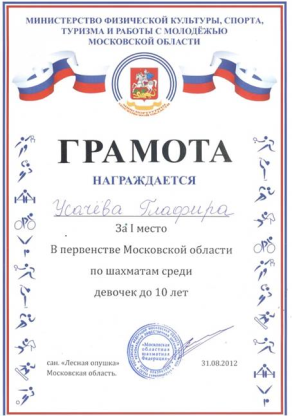 МИНИСТЕРСТВО ФИЗИЧЕСКОЙ КУЛЬТУРЫ, СПОРТА,
ТУРИЗМА И РАБОТЫ С МОЛОДЁЖЬЮ
МОСКОВСКОЙ ОБЛАСТИ
ГРАМОТА
НАГРАЖДАЕТСЯ
Усачева Глафира
За I место
В первенстве Московской области
по шахматам среди
девочек до 10 лет
"Московская
областная
шахматная
Федерация"
сан. «Лесная опушка»
Московская область.
31.08.2012